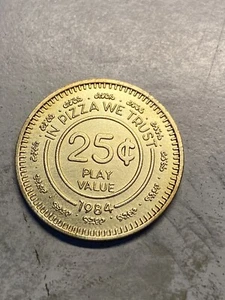 IN PIZZA WE TRUST
25¢
PLAY
VALUE
1984